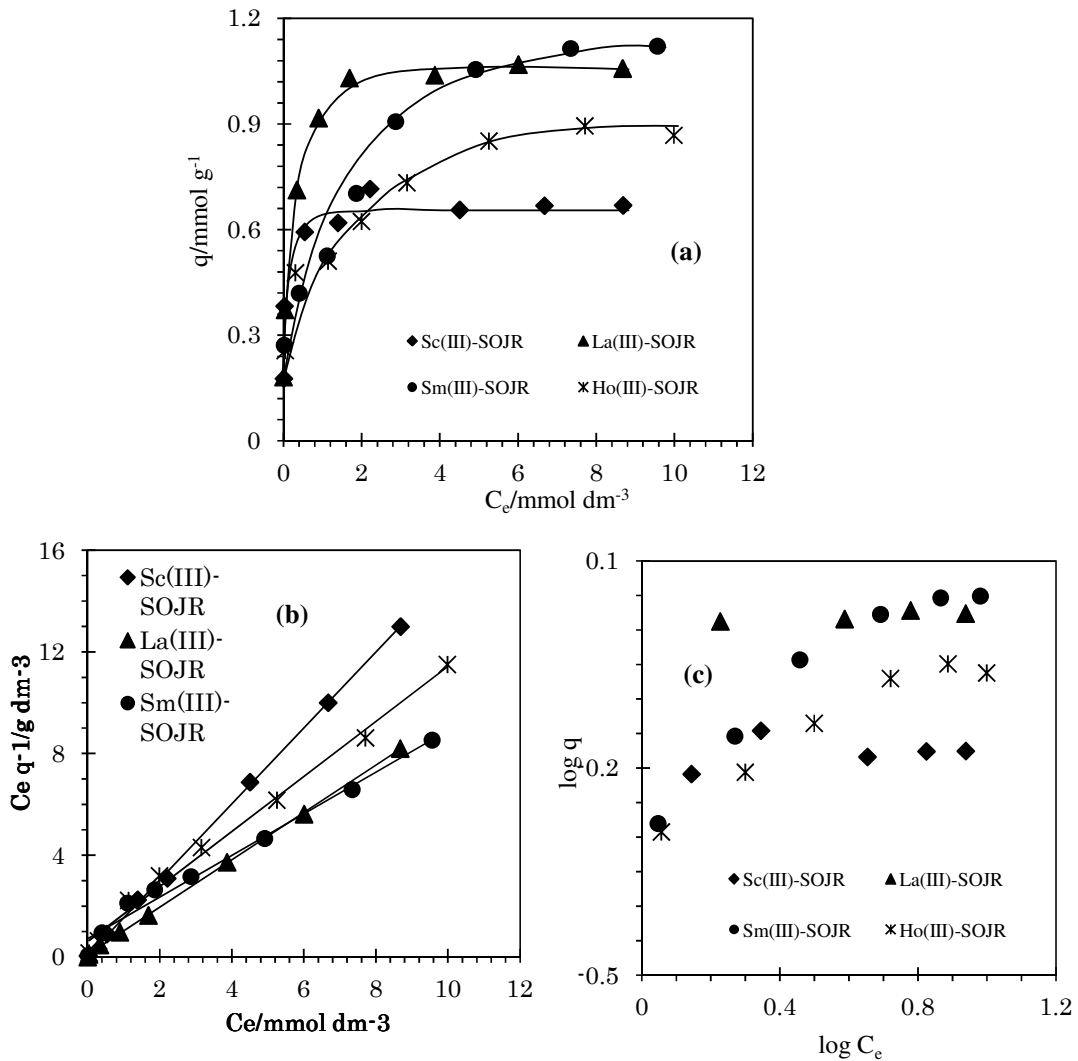 1.2
0.9
0.6
0.3
0
q/mmol g-1
(a)
Sc(III)-SOJR
La(III)-SOJR
Sm(III)-SOJR
Ho(III)-SOJR
0 2 4 6 8 10 12
Ce/mmol dm-3
16
12
8
4
0
Ce q-1/g dm-3
Sc(III)-
SOJR
La(III)-
SOJR
Sm(III)-
SOJR
(b)
0 2 4 6 8 10 12
Ce/mmol dm-3
0.1
-0.2
-0.5
log q
(c)
Sc(III)-SOJR
La(III)-SOJR
Sm(III)-SOJR
Ho(III)-SOJR
0 0.4 0.8 1.2
log Ce